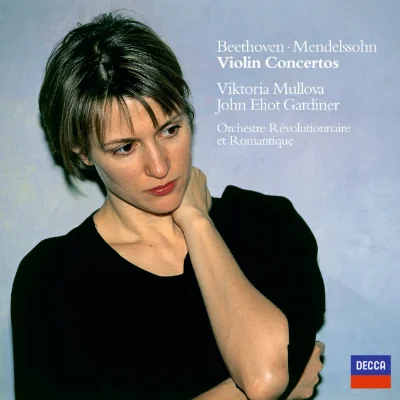 Beethoven · Mendelssohn
Violin Concertos
Viktoria Mullova
John Eliot Gardiner
Orchestre Révolutionnaire
et Romantique
DECCA